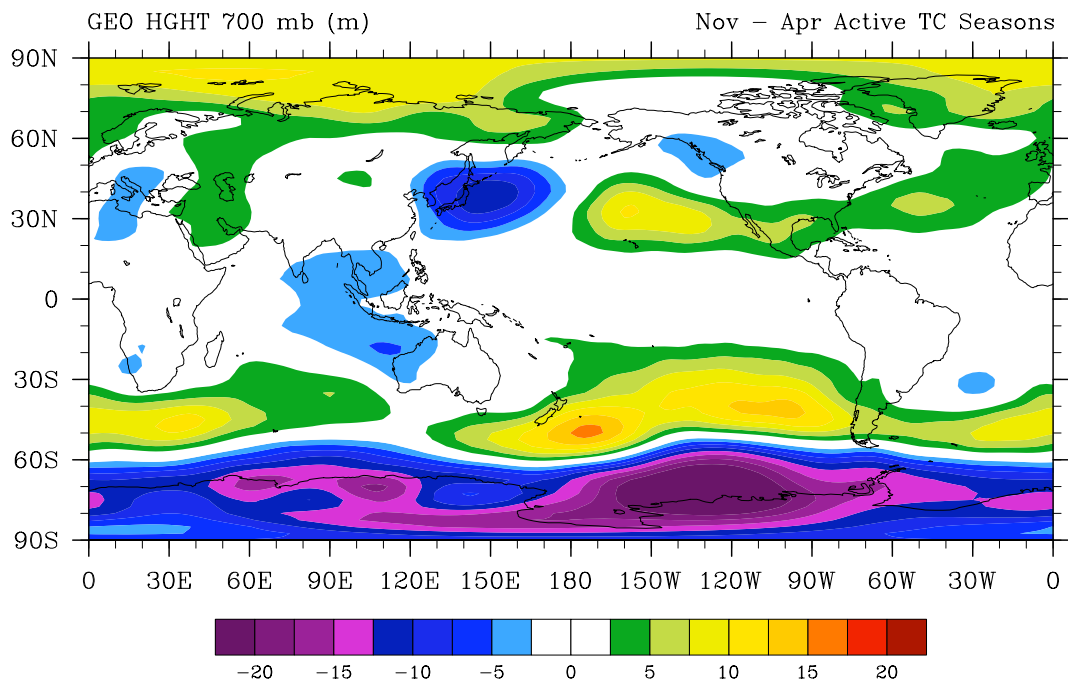 GEO HGHT 700 mb (m)
Nov – Apr Active TC Seasons
90N
60N
30N
0
30S
60S
90S
0 30E 60E 90E 120E 150E 180 150W 120W 90W 60W 30W 0
−20 −15 −10 −5 0 5 10 15 20